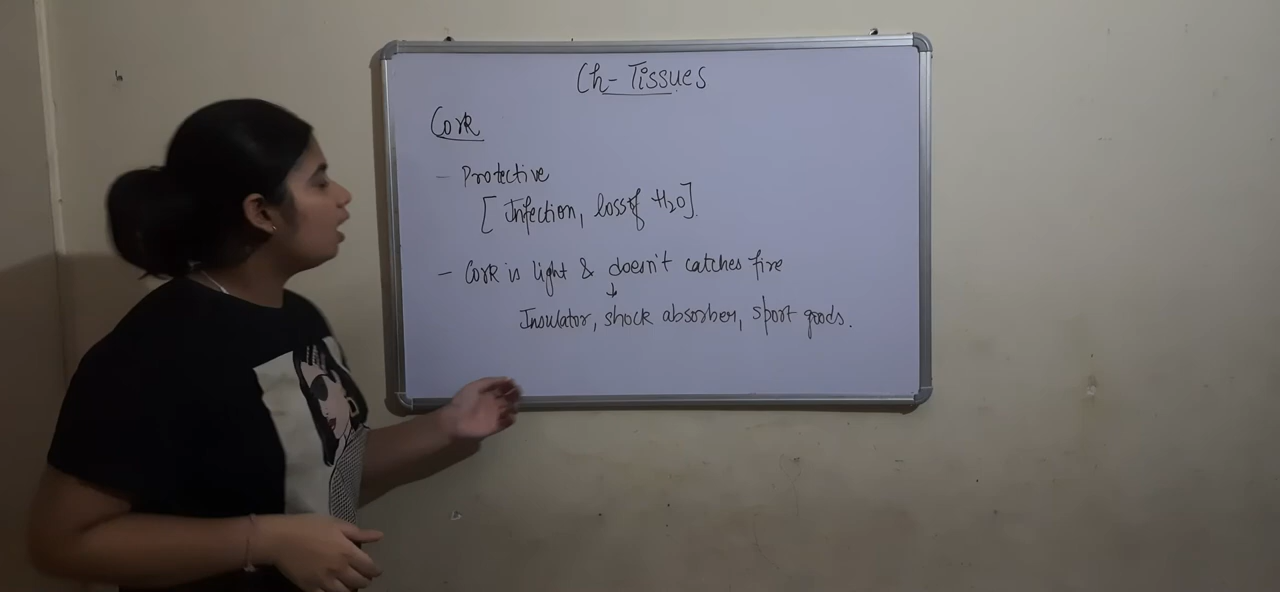 Ch- Tissues
Cork
- Protective
[Infection, loss of H2O].
- Cork is light & doesn't catches fire
↓
Insulator, shock absorber, sport goods.